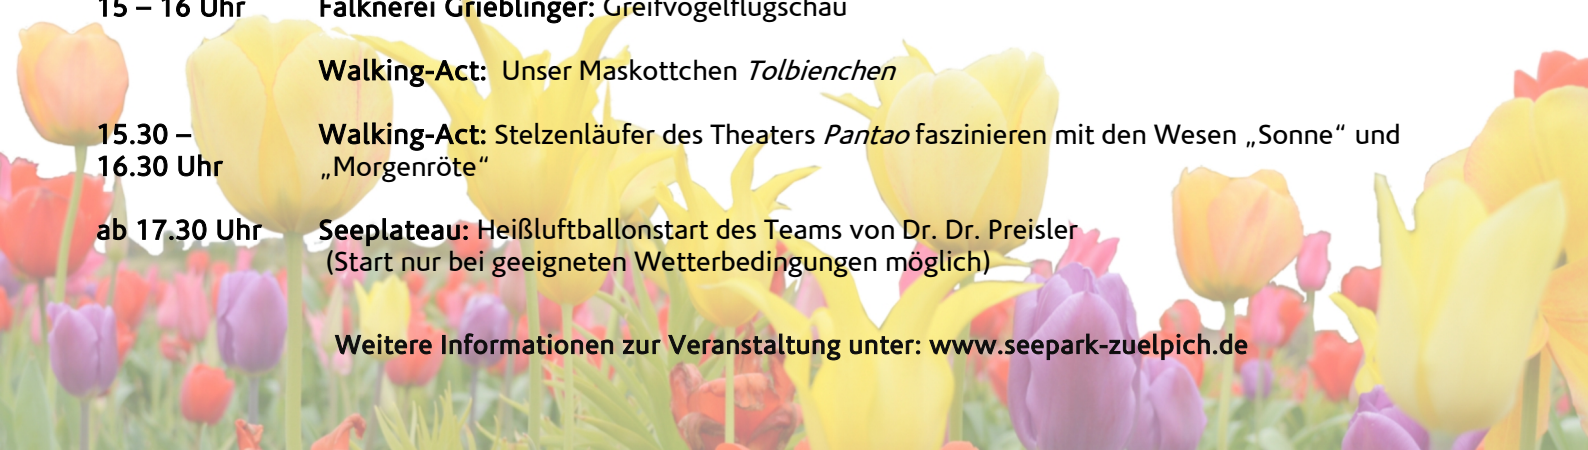 15 – 16 Uhr Falknerei Grieblinger: Greifvogelflugschau
Walking-Act: Unser Maskottchen Tolbienchen
15.30 – Walking-Act: Stelzenläufer des Theaters Pantao faszinieren mit den Wesen „Sonne“ und
16.30 Uhr „Morgenröte“
ab 17.30 Uhr Seeplateau: Heißluftballonstart des Teams von Dr. Dr. Preisler
(Start nur bei geeigneten Wetterbedingungen möglich)
Weitere Informationen zur Veranstaltung unter: www.seepark-zuelpich.de